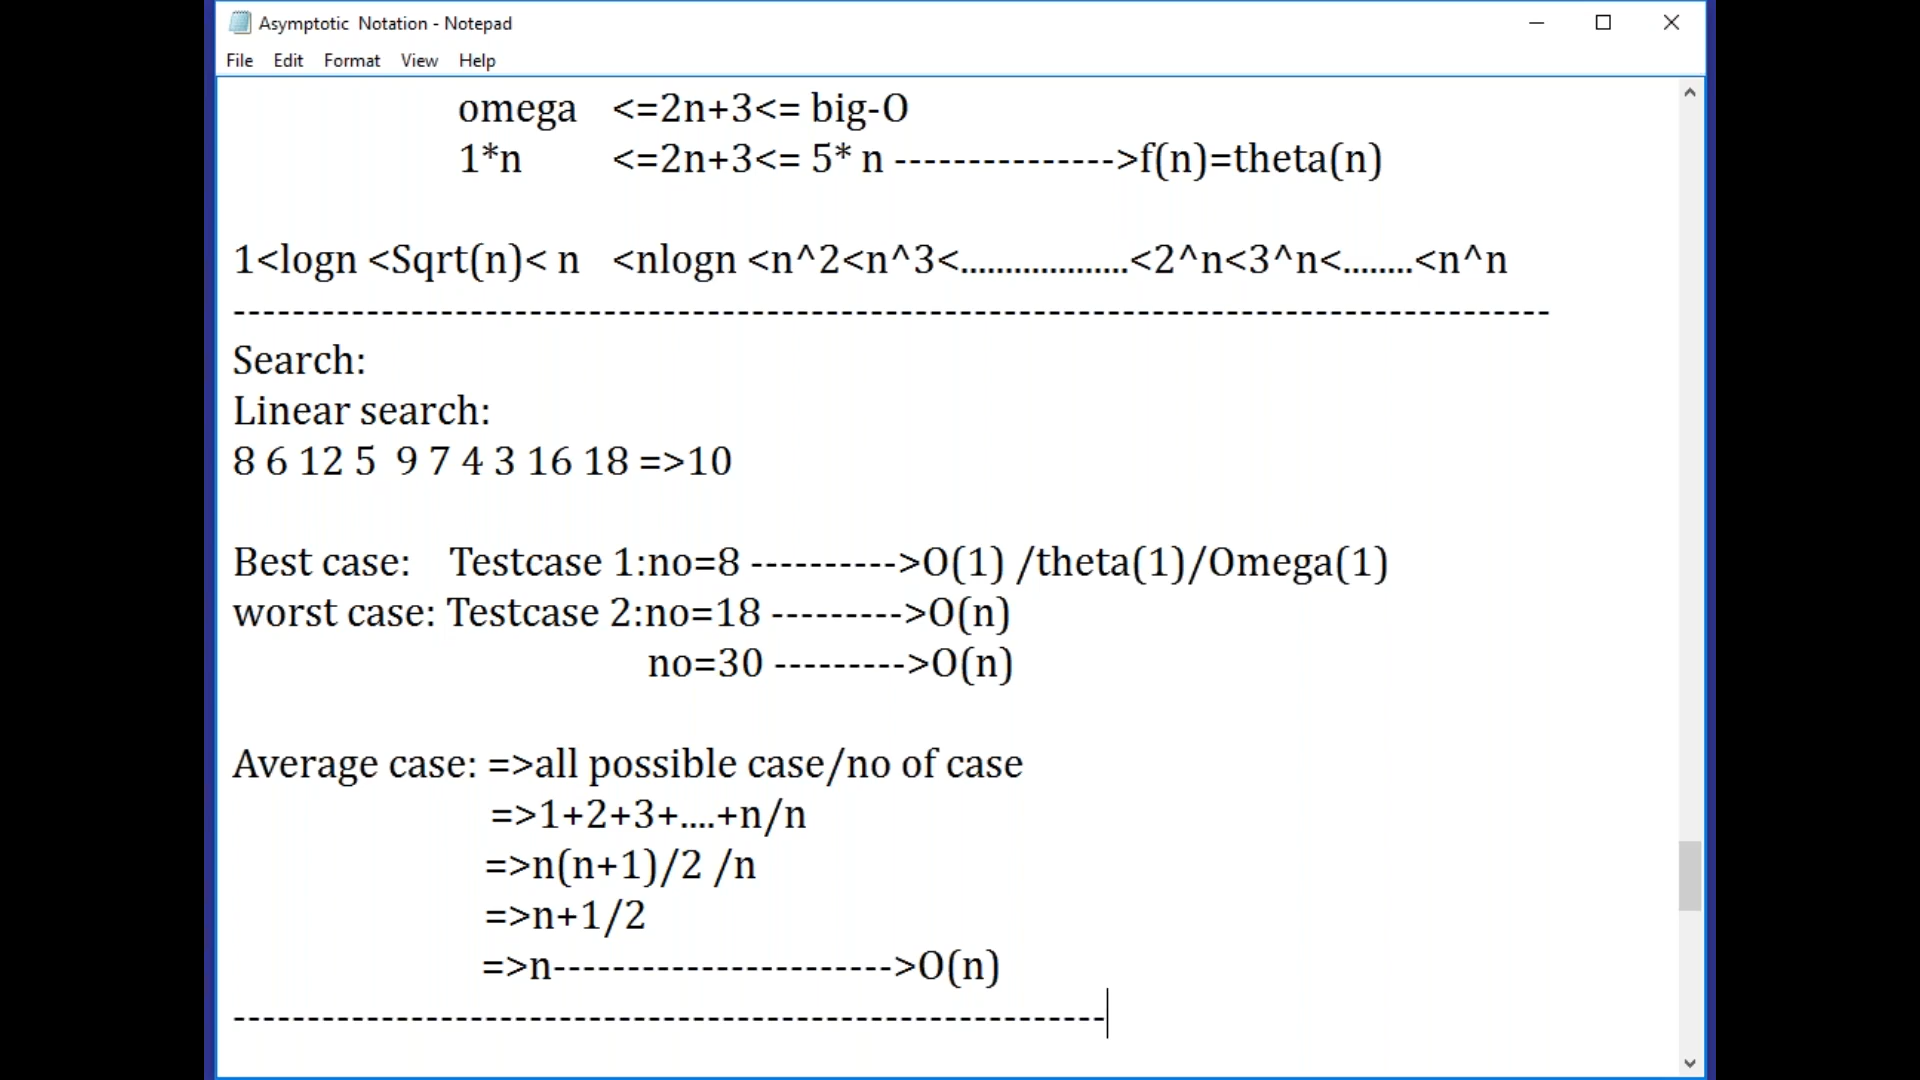 Asymptotic Notation - Notepad
File Edit Format View Help
omega <=2n+3<= big-O
1*n <=2n+3<= 5* n --------------->f(n)=theta(n)
1<logn <Sqrt(n)< n <nlogn <n^2<n^3<...................<2^n<3^n<........<n^n
------------------------------------------------------------------------------------------
Search:
Linear search:
8 6 12 5 9 7 4 3 16 18 =>10
Best case: Testcase 1:no=8 ---------->O(1) /theta(1)/Omega(1)
worst case: Testcase 2:no=18 --------->O(n)
no=30 --------->O(n)
Average case: =>all possible case/no of case
=>1+2+3+....+n/n
=>n(n+1)/2 /n
=>n+1/2
=>n----------------------->O(n)
------------------------------------------------------------